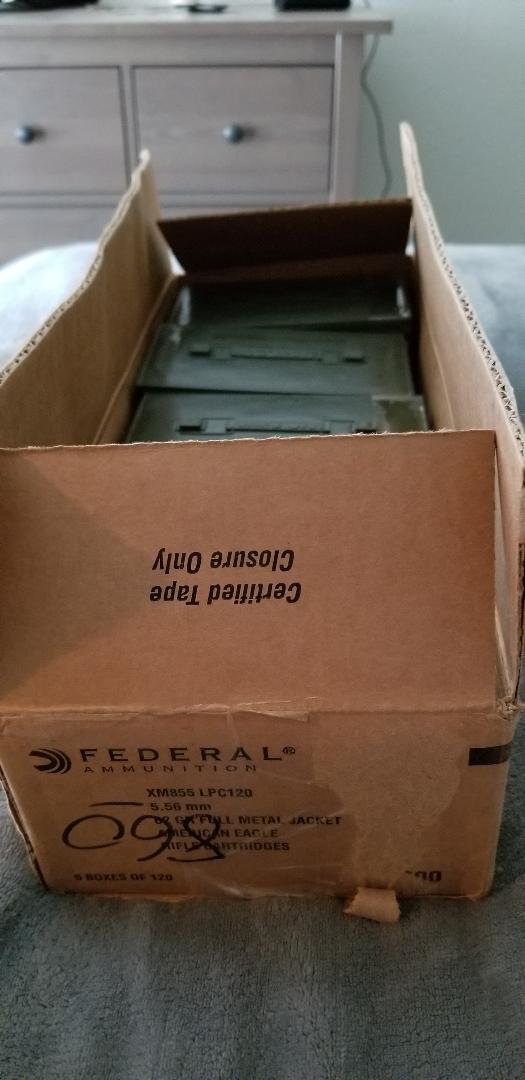 Certified Tape
Closure Only
FEDERAL®
AMMUNITION
XM855 LPC120
5.56 mm
62 GR FULL METAL JACKET
AMERICAN EAGLE
RIFLE CARTRIDGES
5 BOXES OF 120